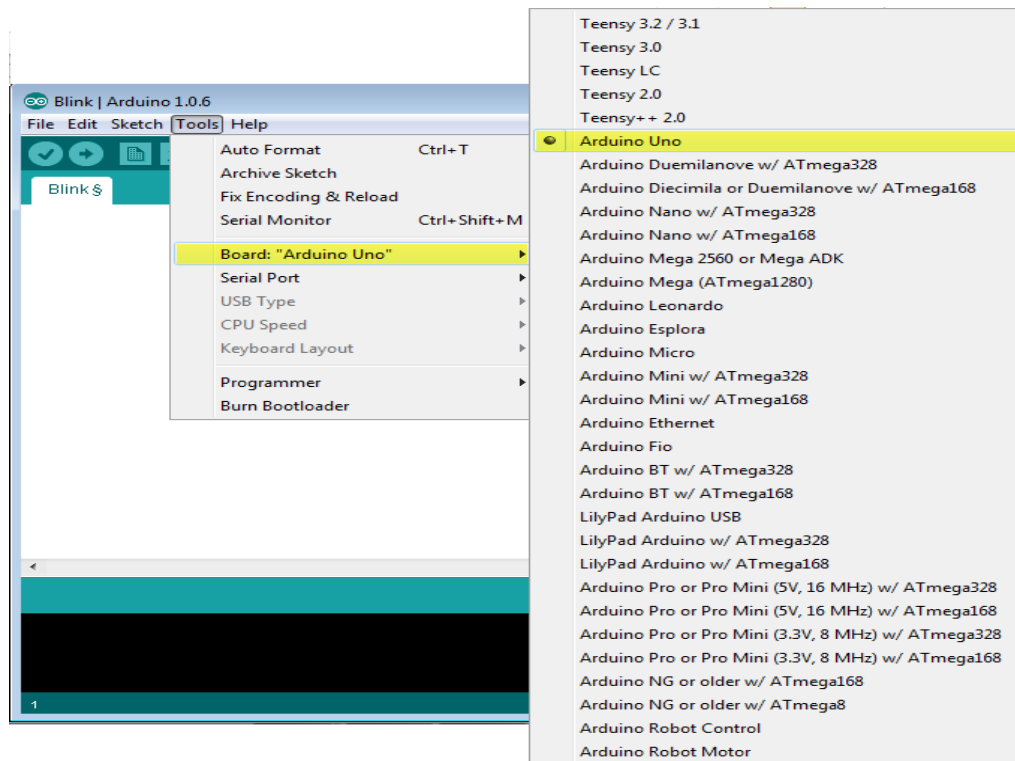 Blink | Arduino 1.0.6
File Edit Sketch Tools Help
Blink §
Auto Format Ctrl+T
Archive Sketch
Fix Encoding & Reload
Serial Monitor Ctrl+Shift+M
Board: "Arduino Uno"
Serial Port
USB Type
CPU Speed
Keyboard Layout
Programmer
Burn Bootloader
1
Teensy 3.2 / 3.1
Teensy 3.0
Teensy LC
Teensy 2.0
Teensy++ 2.0
Arduino Uno
Arduino Duemilanove w/ ATmega328
Arduino Diecimila or Duemilanove w/ ATmega168
Arduino Nano w/ ATmega328
Arduino Nano w/ ATmega168
Arduino Mega 2560 or Mega ADK
Arduino Mega (ATmega1280)
Arduino Leonardo
Arduino Esplora
Arduino Micro
Arduino Mini w/ ATmega328
Arduino Mini w/ ATmega168
Arduino Ethernet
Arduino Fio
Arduino BT w/ ATmega328
Arduino BT w/ ATmega168
LilyPad Arduino USB
LilyPad Arduino w/ ATmega328
LilyPad Arduino w/ ATmega168
Arduino Pro or Pro Mini (5V, 16 MHz) w/ ATmega328
Arduino Pro or Pro Mini (5V, 16 MHz) w/ ATmega168
Arduino Pro or Pro Mini (3.3V, 8 MHz) w/ ATmega328
Arduino Pro or Pro Mini (3.3V, 8 MHz) w/ ATmega168
Arduino NG or older w/ ATmega168
Arduino NG or older w/ ATmega8
Arduino Robot Control
Arduino Robot Motor